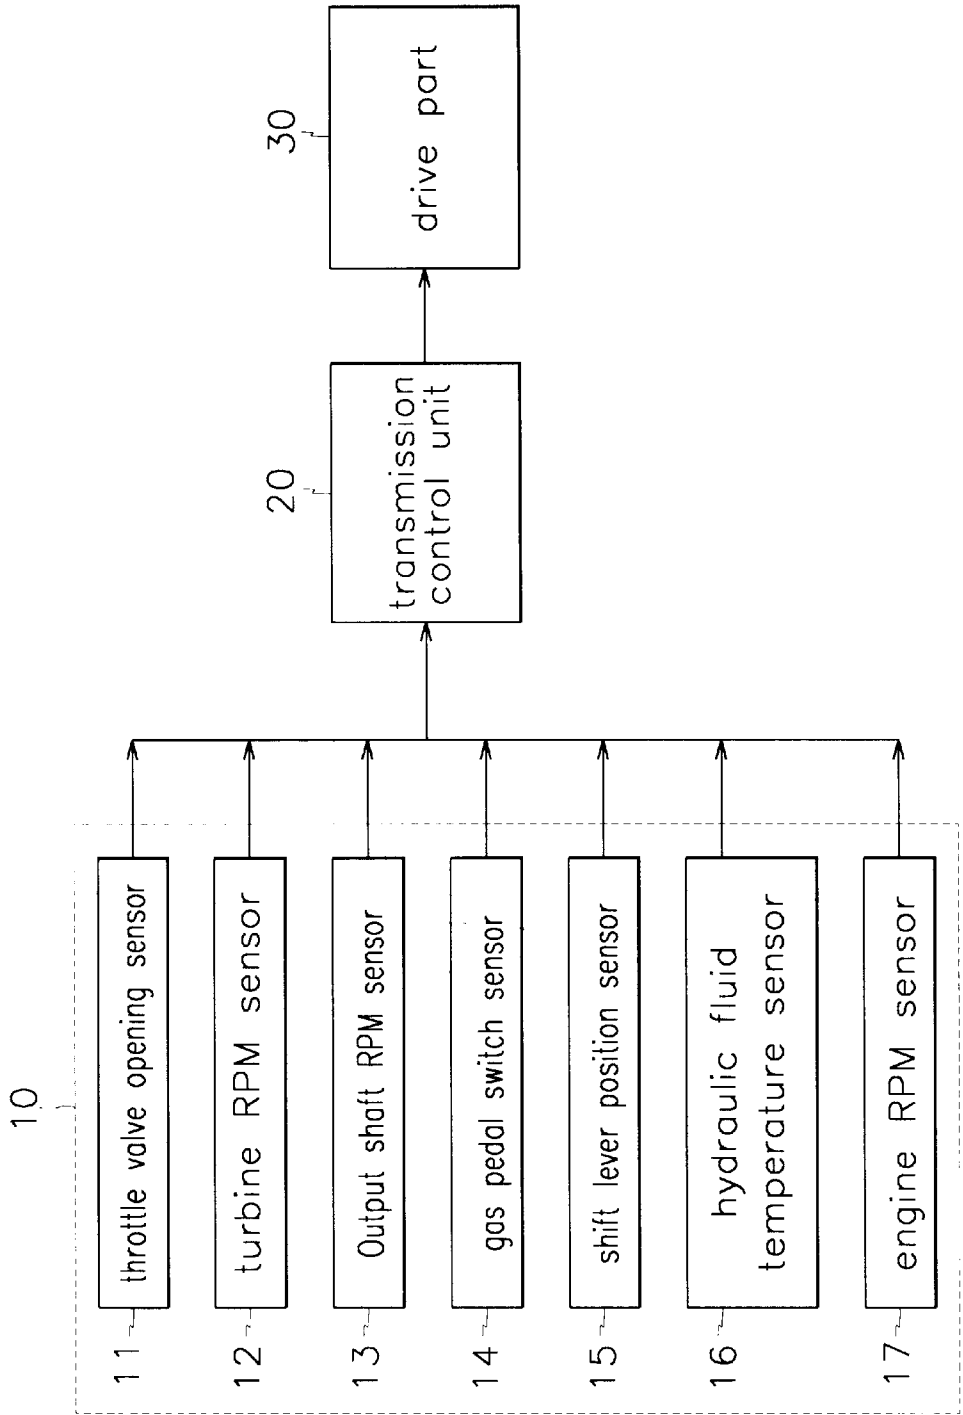 10
11
throttle valve opening sensor
12
turbine RPM sensor
13
Output shaft RPM sensor
14
gas pedal switch sensor
15
shift lever position sensor
16
hydraulic fluid
temperature sensor
17
engine RPM sensor
20
transmission
control unit
30
drive part